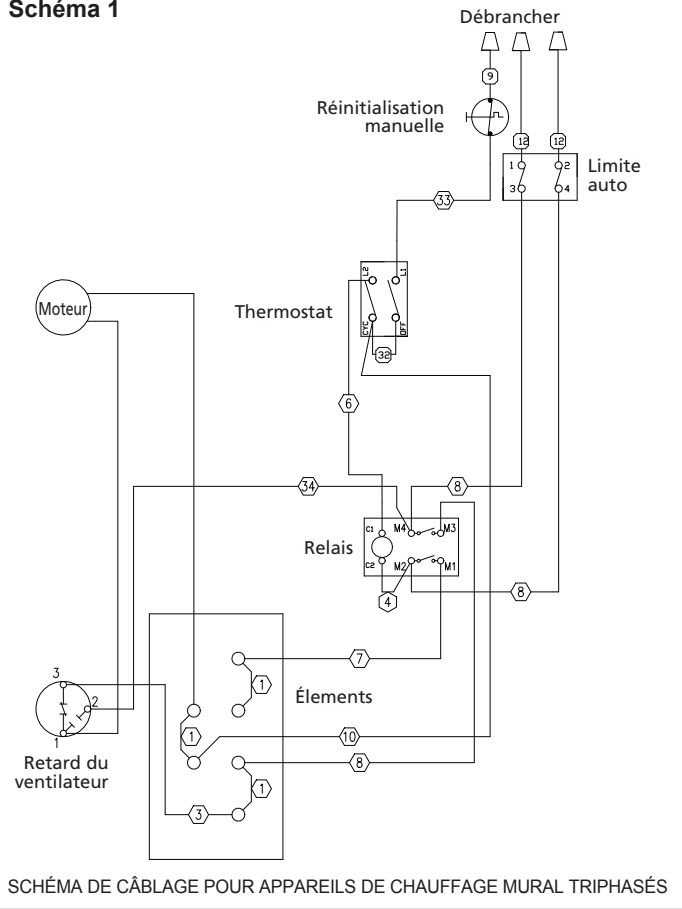 Schéma 1
Débrancher
9
Réinitialisation
manuelle
12
12
1
2
3
4
Limite
auto
33
L2
L1
Thermostat
CYC
OFF
32
Moteur
6
34
8
C1
M4
M3
Relais
C2
M2
M1
4
8
7
1
Élements
3
2
1
1
10
8
Retard du
ventilateur
1
3
SCHÉMA DE CÂBLAGE POUR APPAREILS DE CHAUFFAGE MURAL TRIPHASÉS